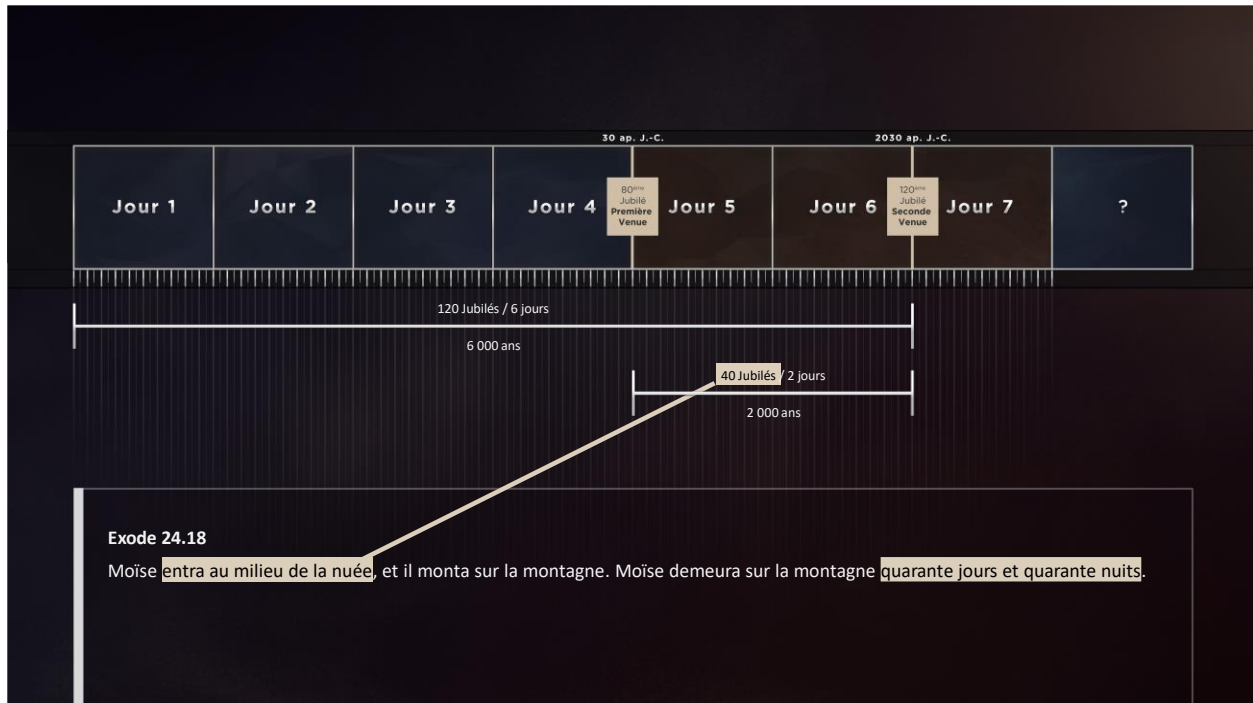 30 ap. J.-C.
2030 ap. J.-C.
Jour 1
Jour 2
Jour 3
Jour 4
80ème
Jubilé
Première
Venue
Jour 5
Jour 6
120ème
Jubilé
Seconde
Venue
Jour 7
?
120 Jubilés / 6 jours
6 000 ans
40 Jubilés / 2 jours
2 000 ans
Exode 24.18
Moïse entra au milieu de la nuée, et il monta sur la montagne. Moïse demeura sur la montagne quarante jours et quarante nuits.